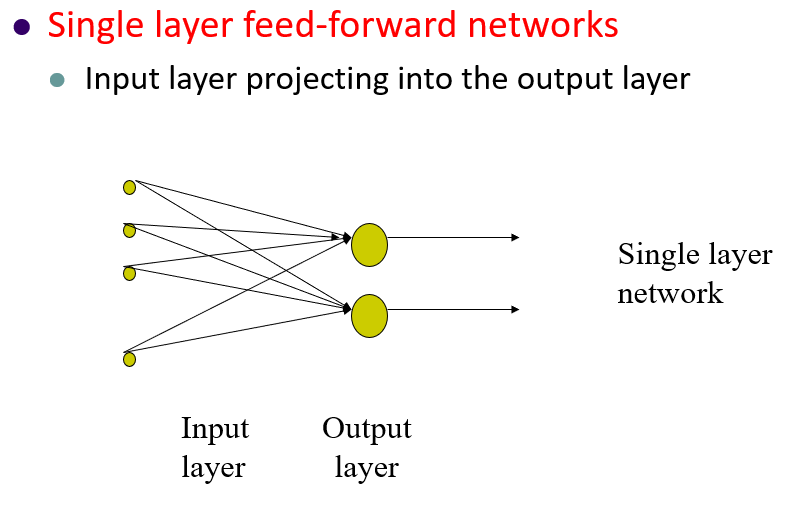 Single layer feed-forward networks
Input layer projecting into the output layer
Single layer
network
Input
layer
Output
layer